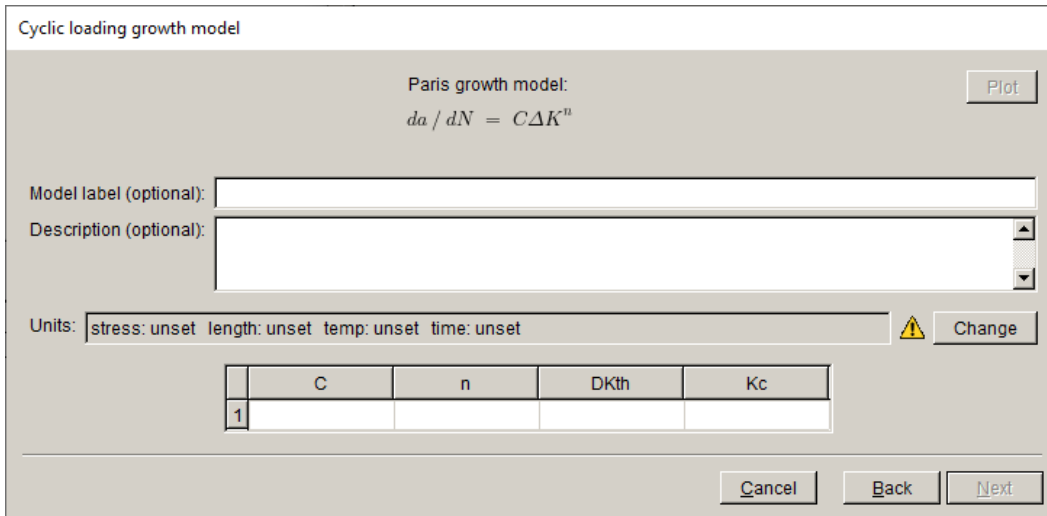 Cyclic loading growth model
Paris growth model:
Plot
da / dN = CΔKⁿ
Model label (optional):
Description (optional):
Units: stress: unset length: unset temp: unset time: unset Change
C n DKth Kc
1
Cancel Back Next